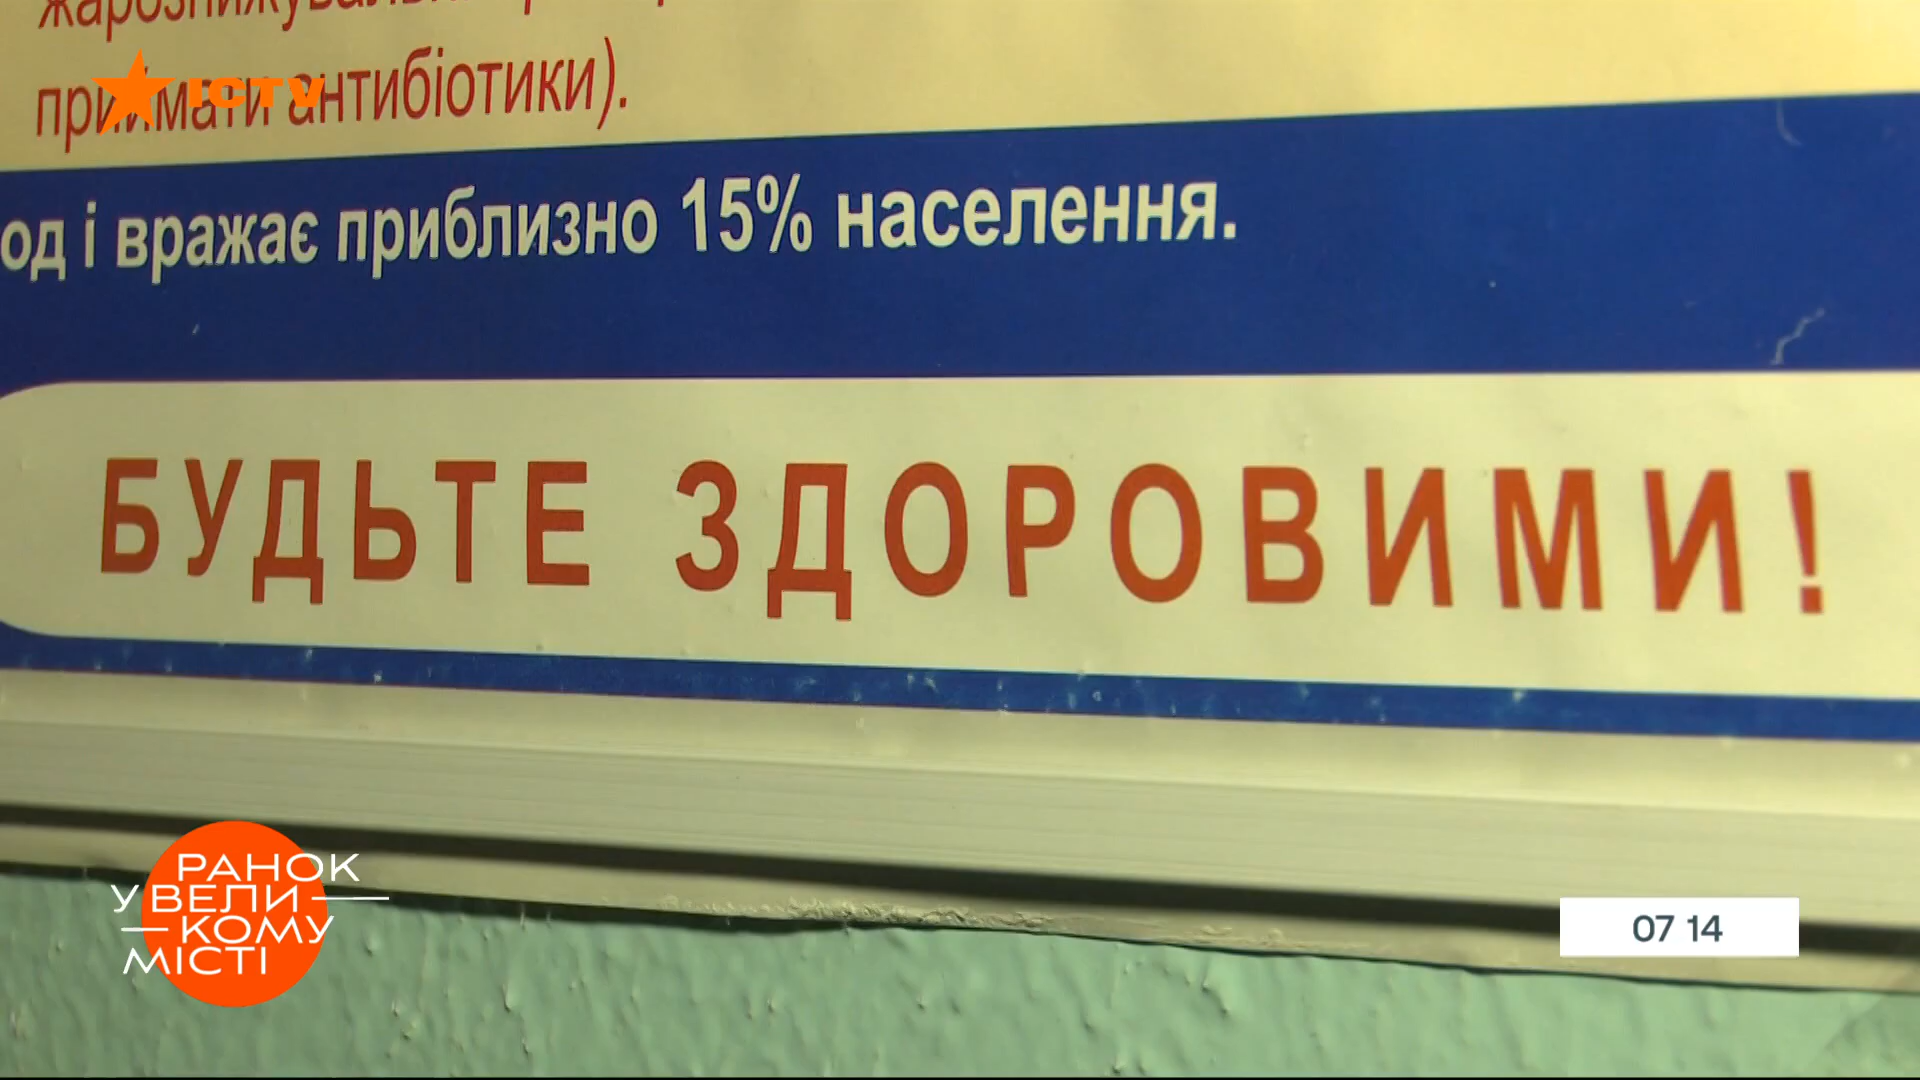 приймати антибіотики).
ICTV
од і вражає приблизно 15% населення.
БУДЬТЕ ЗДОРОВИМИ!
РАНОК
У ВЕЛИ—
—КОМУ
МІСТІ
07 14